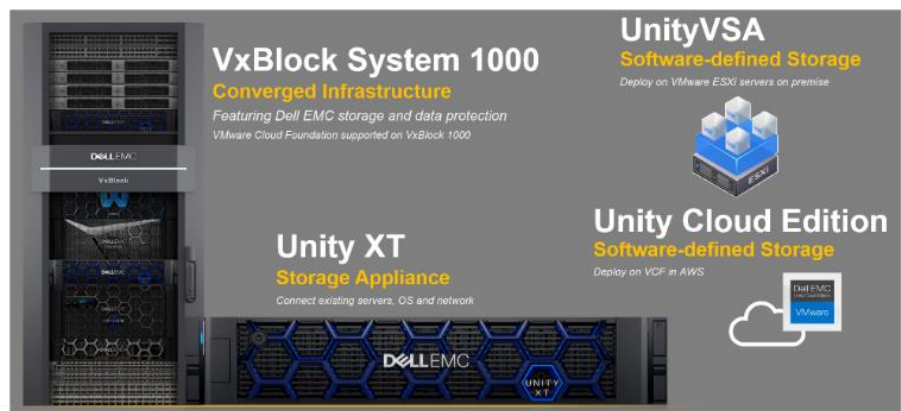 VxBlock System 1000
Converged Infrastructure
Featuring Dell EMC storage and data protection
VMware Cloud Foundation supported on VxBlock 1000
UnityVSA
Software-defined Storage
Deploy on VMware ESXi servers on premise
ESXi
Unity Cloud Edition
Software-defined Storage
Deploy on VCF in AWS
Dell EMC
VMware
Unity XT
Storage Appliance
Connect existing servers, OS and network
DELLEMC
UNITY
XT
DELLEMC
VxBlock
DELLEMC